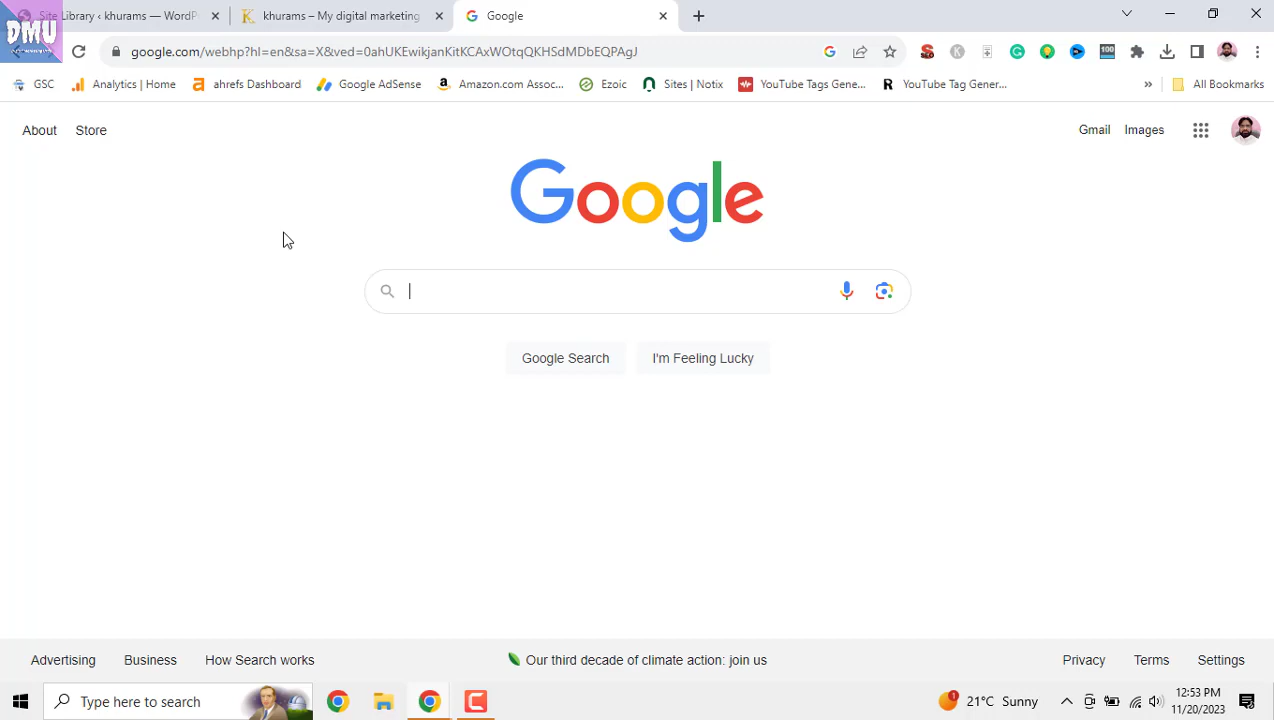 Site Library ‹ khurams — WordP
khurams – My digital marketing
Google
DMU
google.com/webhp?hl=en&sa=X&ved=0ahUKEwikjanKitKCAxWOtqQKHSdMDbEQPAgJ
100
GSC
Analytics | Home
ahrefs Dashboard
Google AdSense
Amazon.com Assoc...
Ezoic
Sites | Notix
YouTube Tags Gene...
YouTube Tag Gener...
»
All Bookmarks
About
Store
Gmail
Images
Google
Google Search
I'm Feeling Lucky
Our third decade of climate action: join us
Advertising
Business
How Search works
Privacy
Terms
Settings
Type here to search
1
21°C Sunny
12:53 PM
11/20/2023